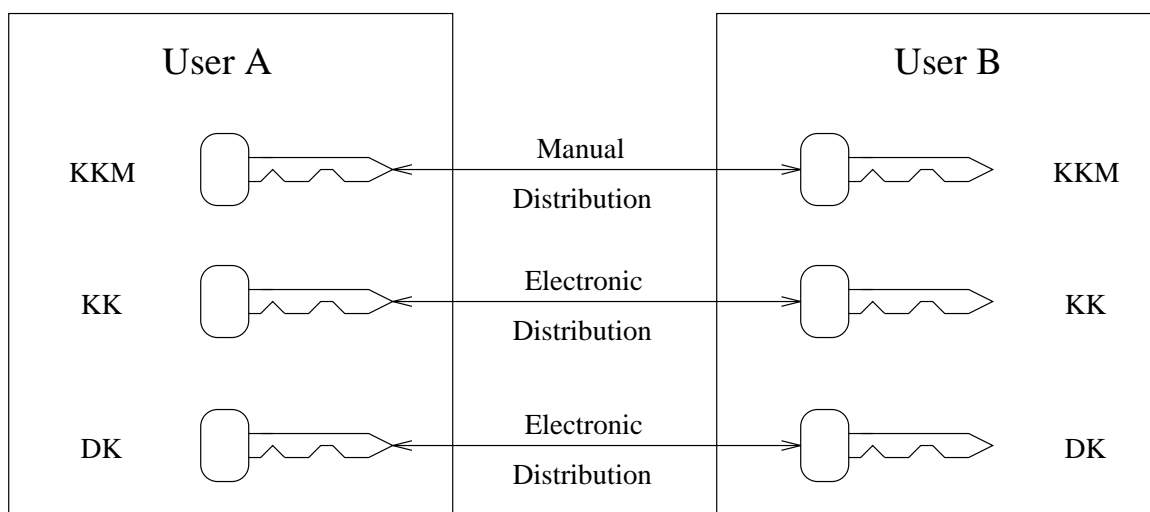 User A
User B
KKM
Manual
Distribution
KKM
KK
Electronic
Distribution
KK
DK
Electronic
Distribution
DK